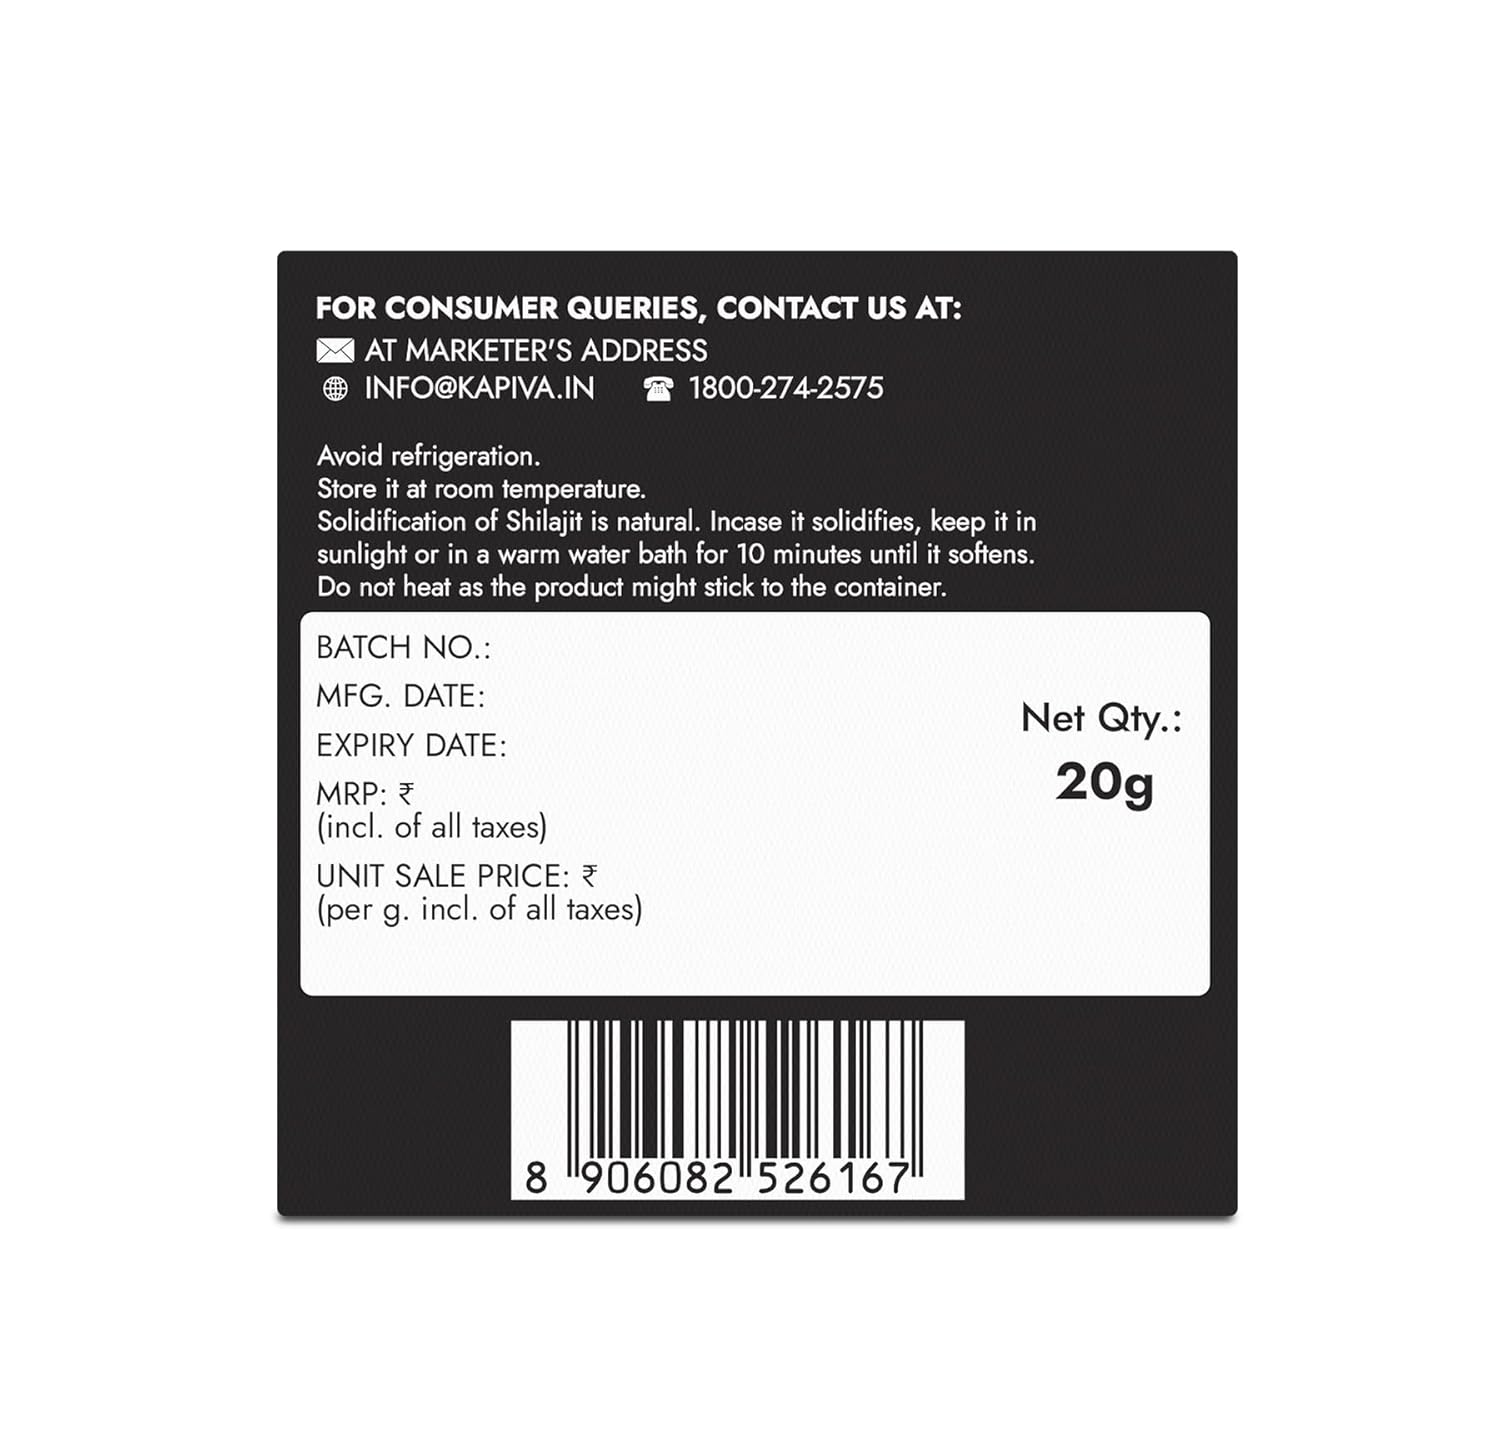 FOR CONSUMER QUERIES, CONTACT US AT:
AT MARKETER'S ADDRESS
INFO@KAPIVA.IN 1800-274-2575
Avoid refrigeration.
Store it at room temperature.
Solidification of Shilajit is natural. Incase it solidifies, keep it in
sunlight or in a warm water bath for 10 minutes until it softens.
Do not heat as the product might stick to the container.
BATCH NO.:
MFG. DATE:
EXPIRY DATE:
MRP: ₹
(incl. of all taxes)
UNIT SALE PRICE: ₹
(per g. incl. of all taxes)
Net Qty.:
20g
8 906082 526167